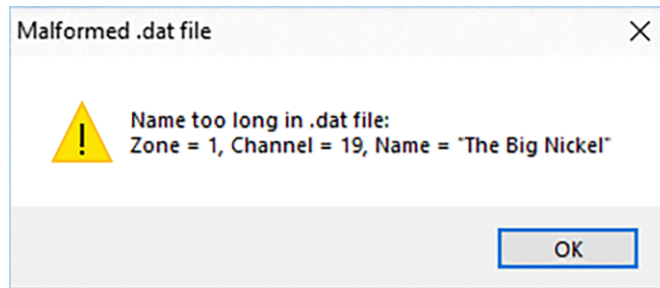 Malformed .dat file
Name too long in .dat file:
Zone = 1, Channel = 19, Name = "The Big Nickel"
OK